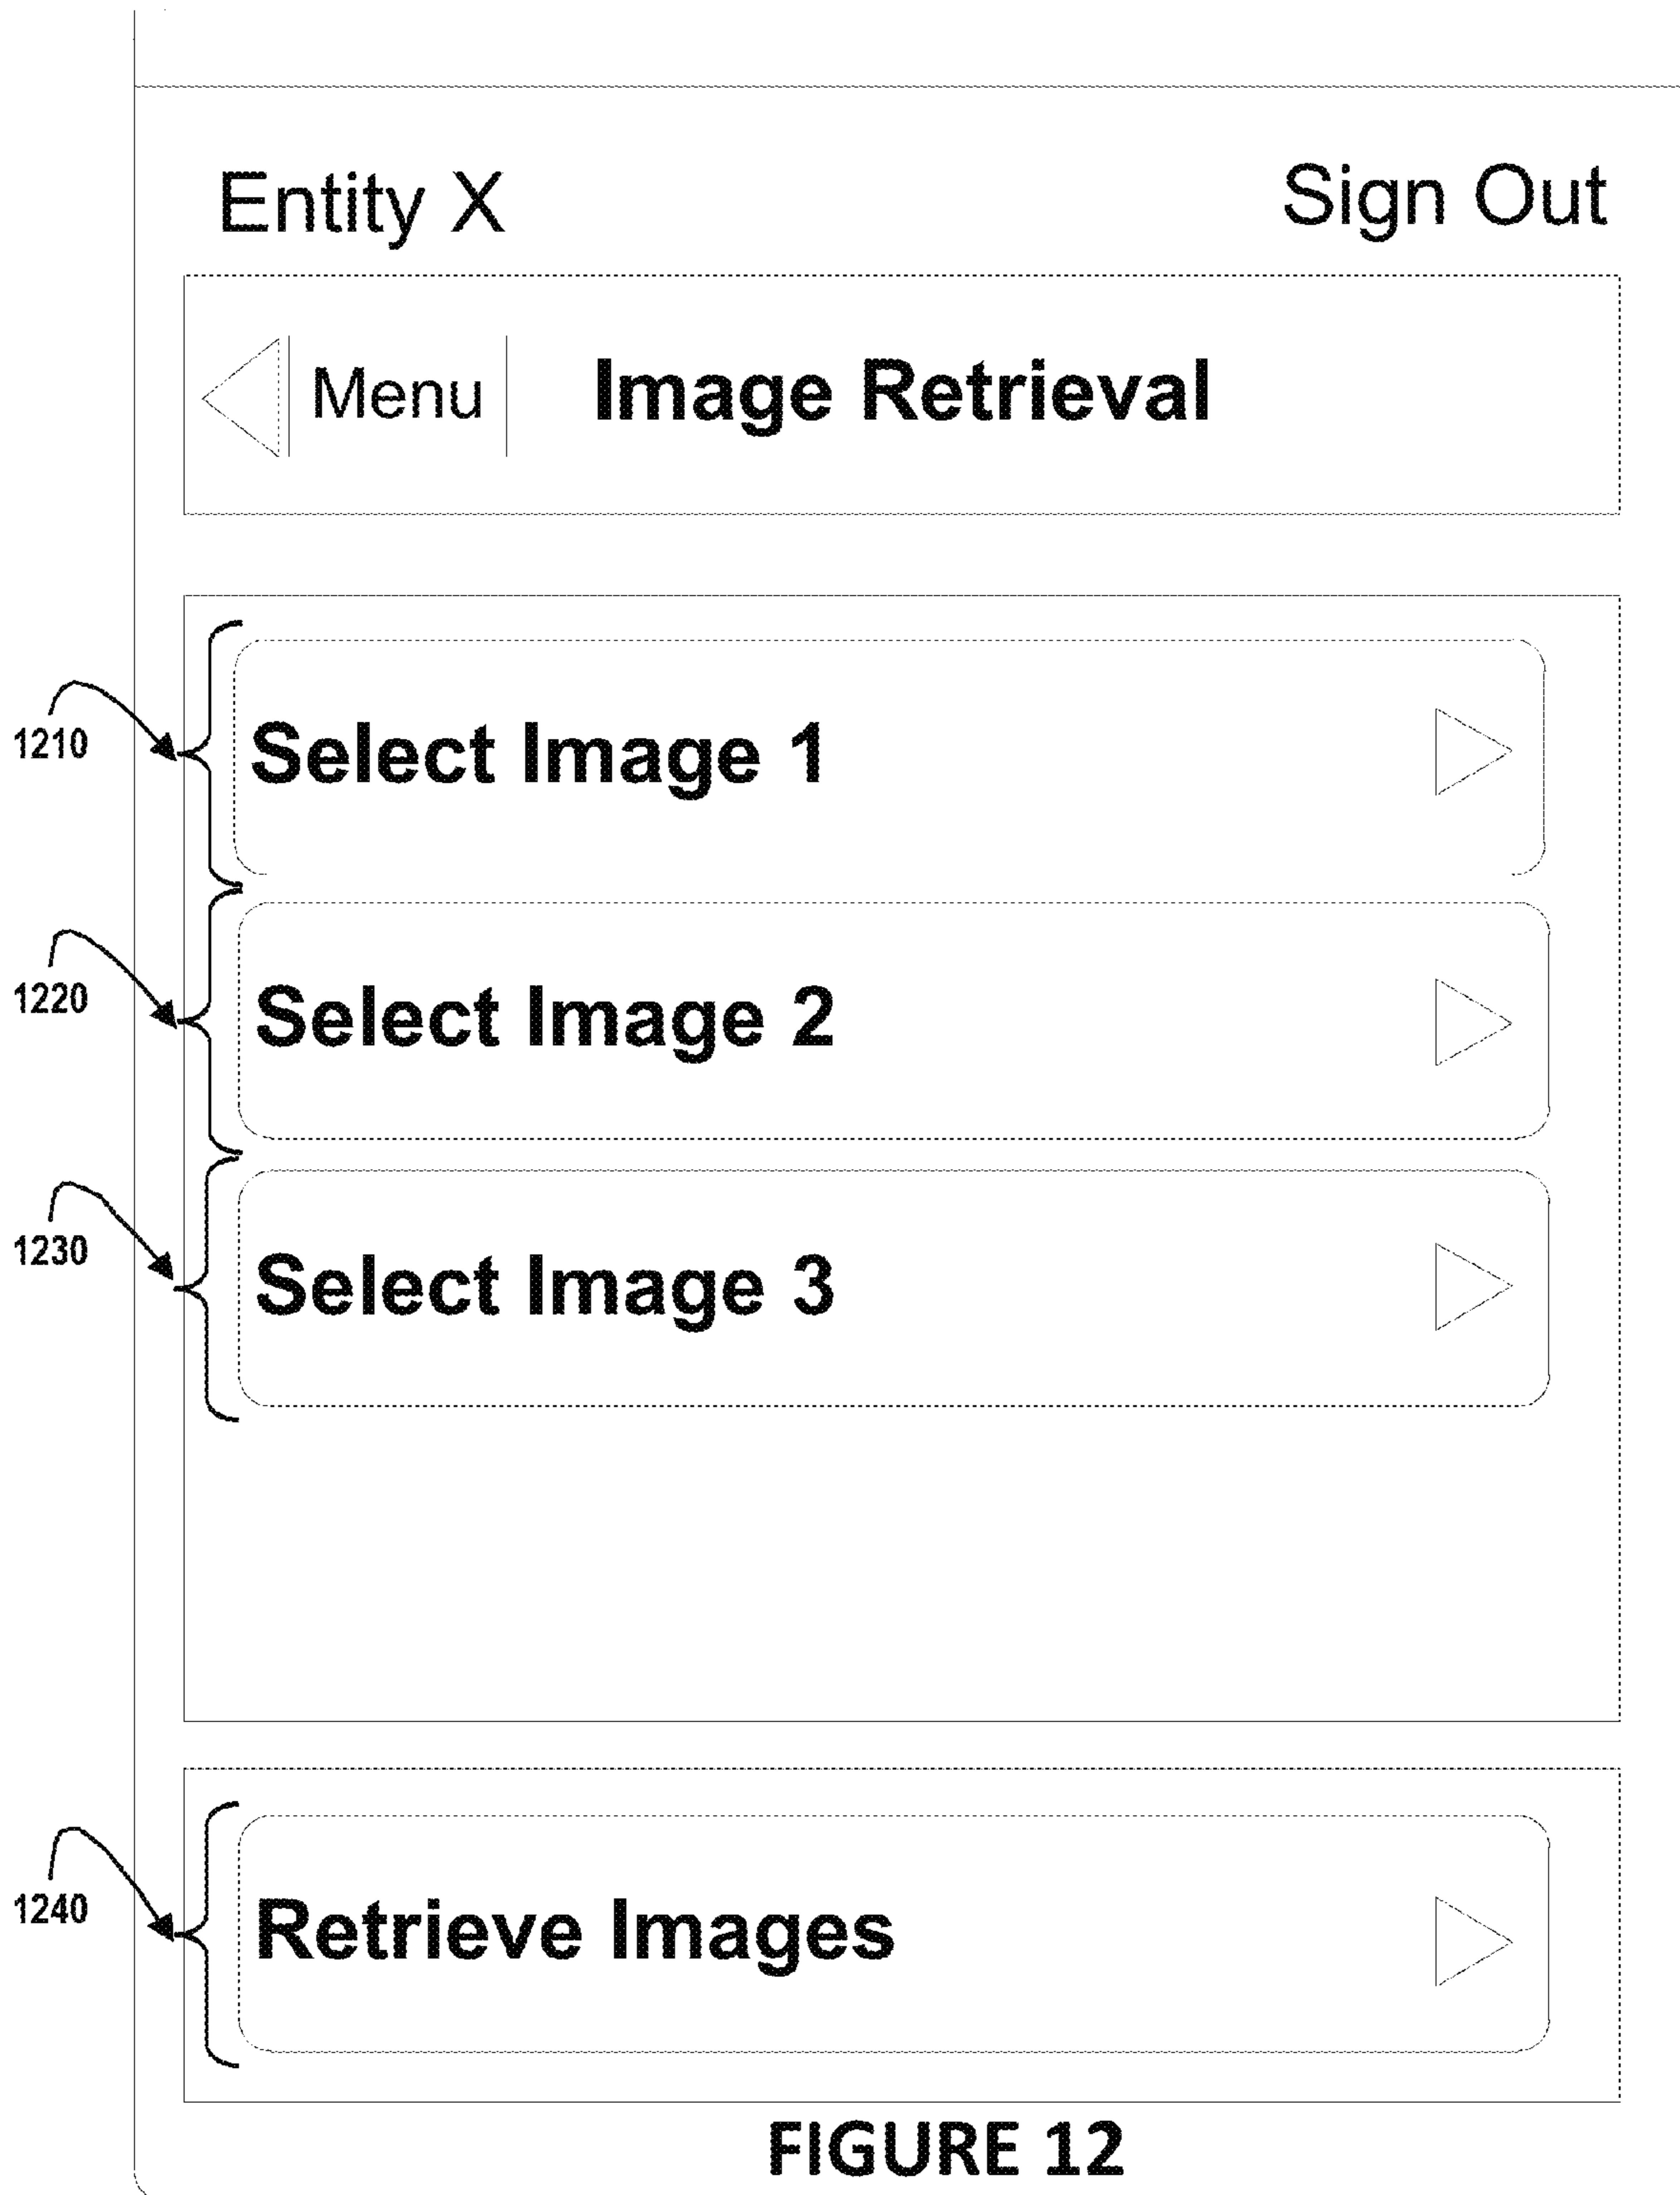 Entity X Sign Out
Menu Image Retrieval
1210 Select Image 1
1220 Select Image 2
1230 Select Image 3
1240 Retrieve Images
FIGURE 12